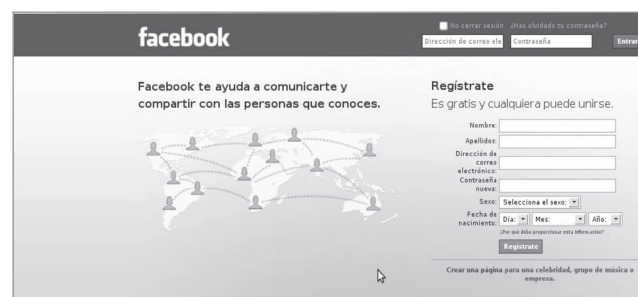 No cerrar sesión ¿Has olvidado tu contraseña?
facebook
Dirección de correo ele Contraseña Entrar
Facebook te ayuda a comunicarte y
compartir con las personas que conoces.
Regístrate
Es gratis y cualquiera puede unirse.
Nombre:
Apellidos:
Dirección de
correo
electrónico:
Contraseña
nueva:
Sexo: Selecciona el sexo:
Fecha de
nacimiento: Día: Mes: Año:
¿Por qué debo proporcionar esta información?
Regístrate
Crear una página para una celebridad, grupo de música o
empresa.